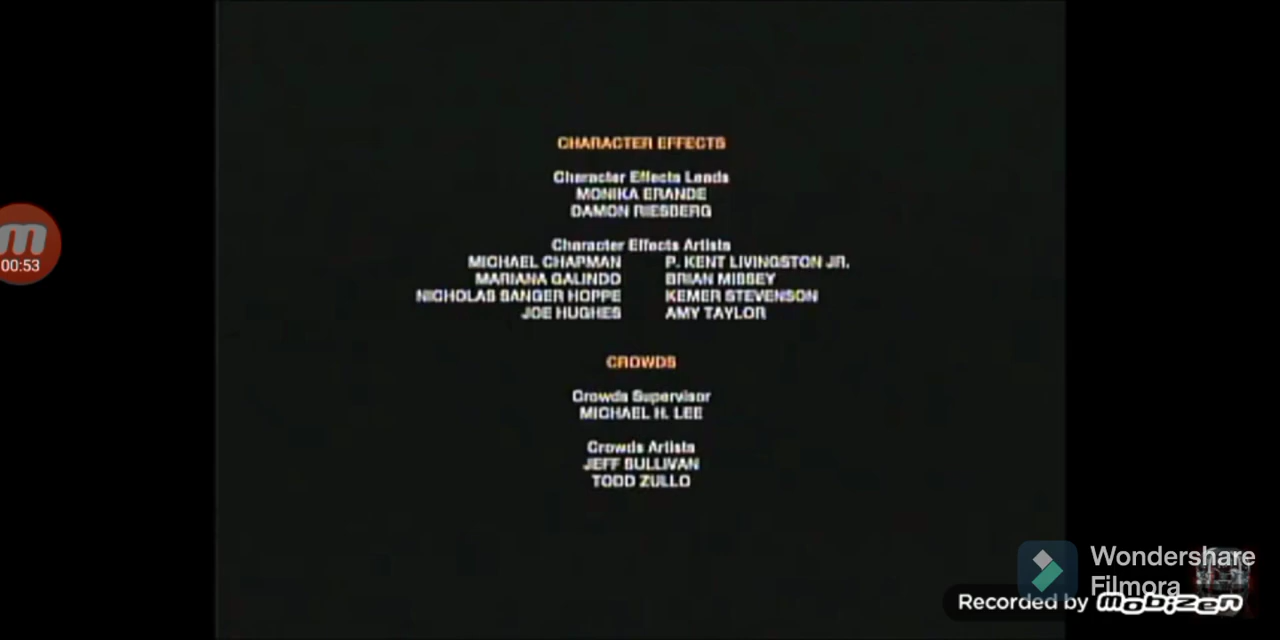 CHARACTER EFFECTS
Character Effects Leads
MONIKA ERANDE
DAMON RIESBERG
Character Effects Artists
MICHAEL CHAPMAN P. KENT LIVINGSTON JR.
MARIANA GALINDO BRIAN MISSEY
NICHOLAS SANGER HOPPE KEMER STEVENSON
JOE HUGHES AMY TAYLOR
CROWDS
Crowds Supervisor
MICHAEL H. LEE
Crowds Artists
JEFF SULLIVAN
TODD ZULLO
m
00:53
Wondershare
Filmora
Recorded by mobizen